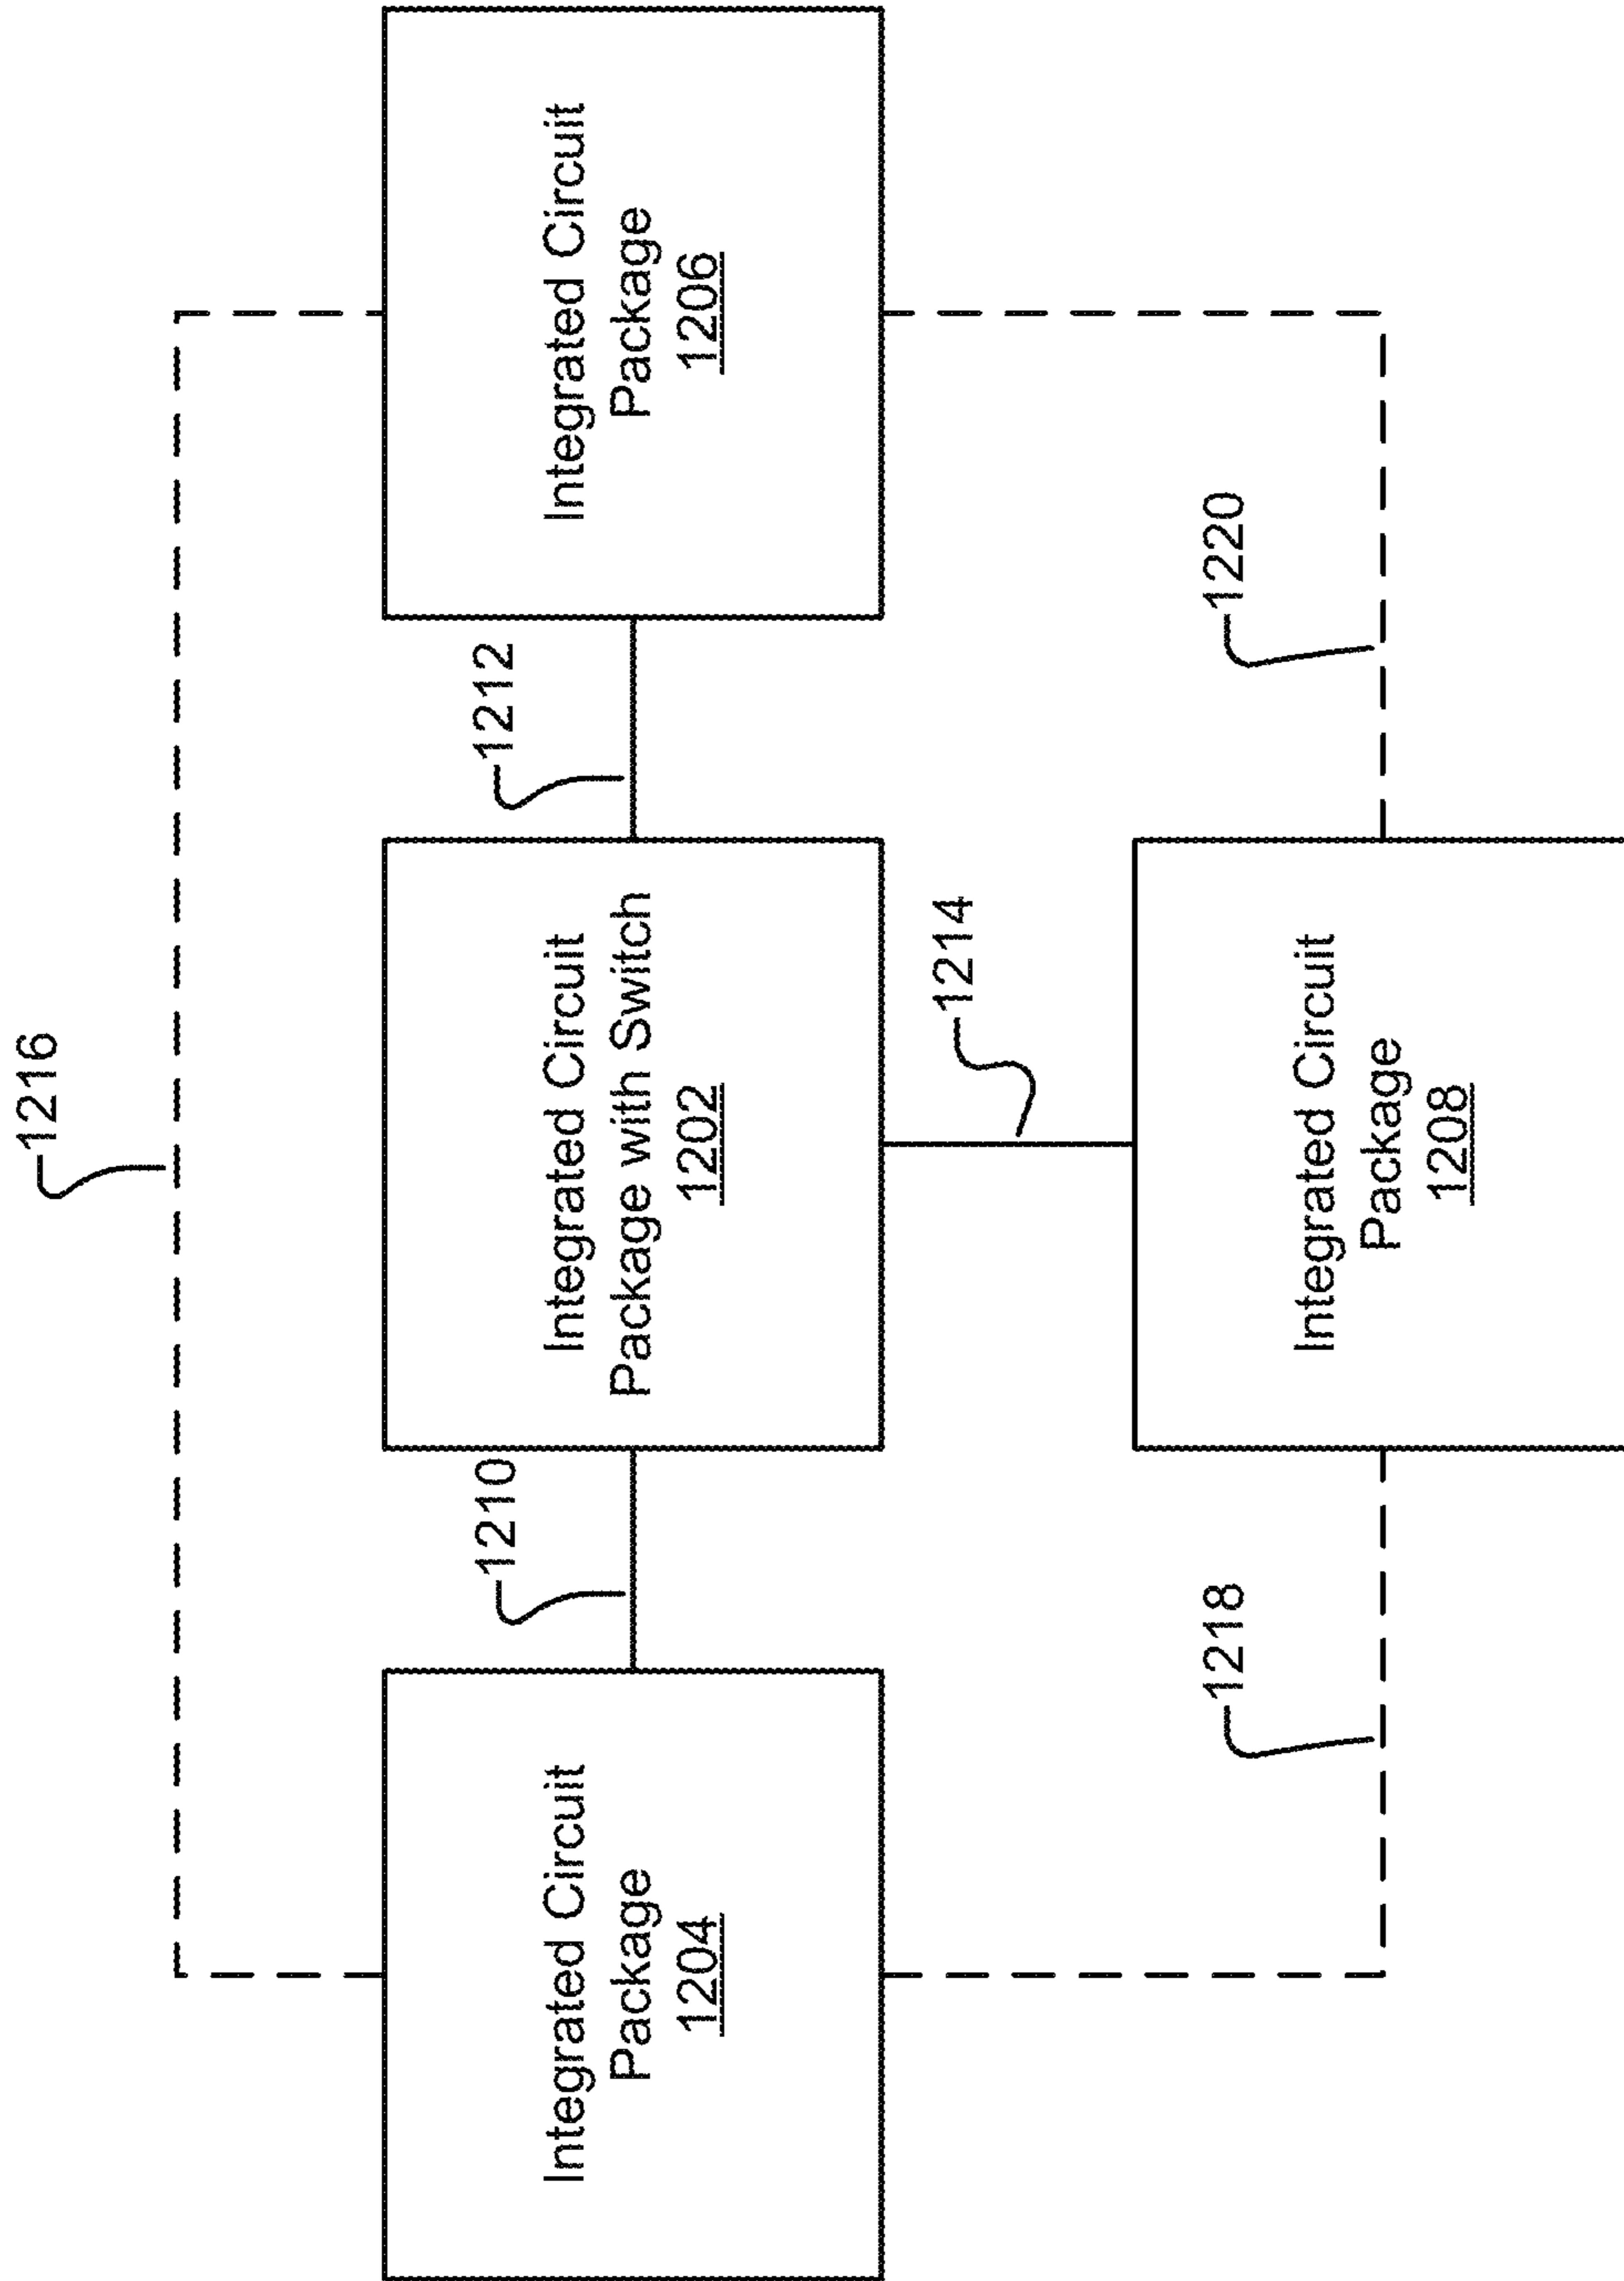 1216
Integrated Circuit
Package
1204
1210
Integrated Circuit
Package with Switch
1202
1212
Integrated Circuit
Package
1206
1214
1218
1220
Integrated Circuit
Package
1208